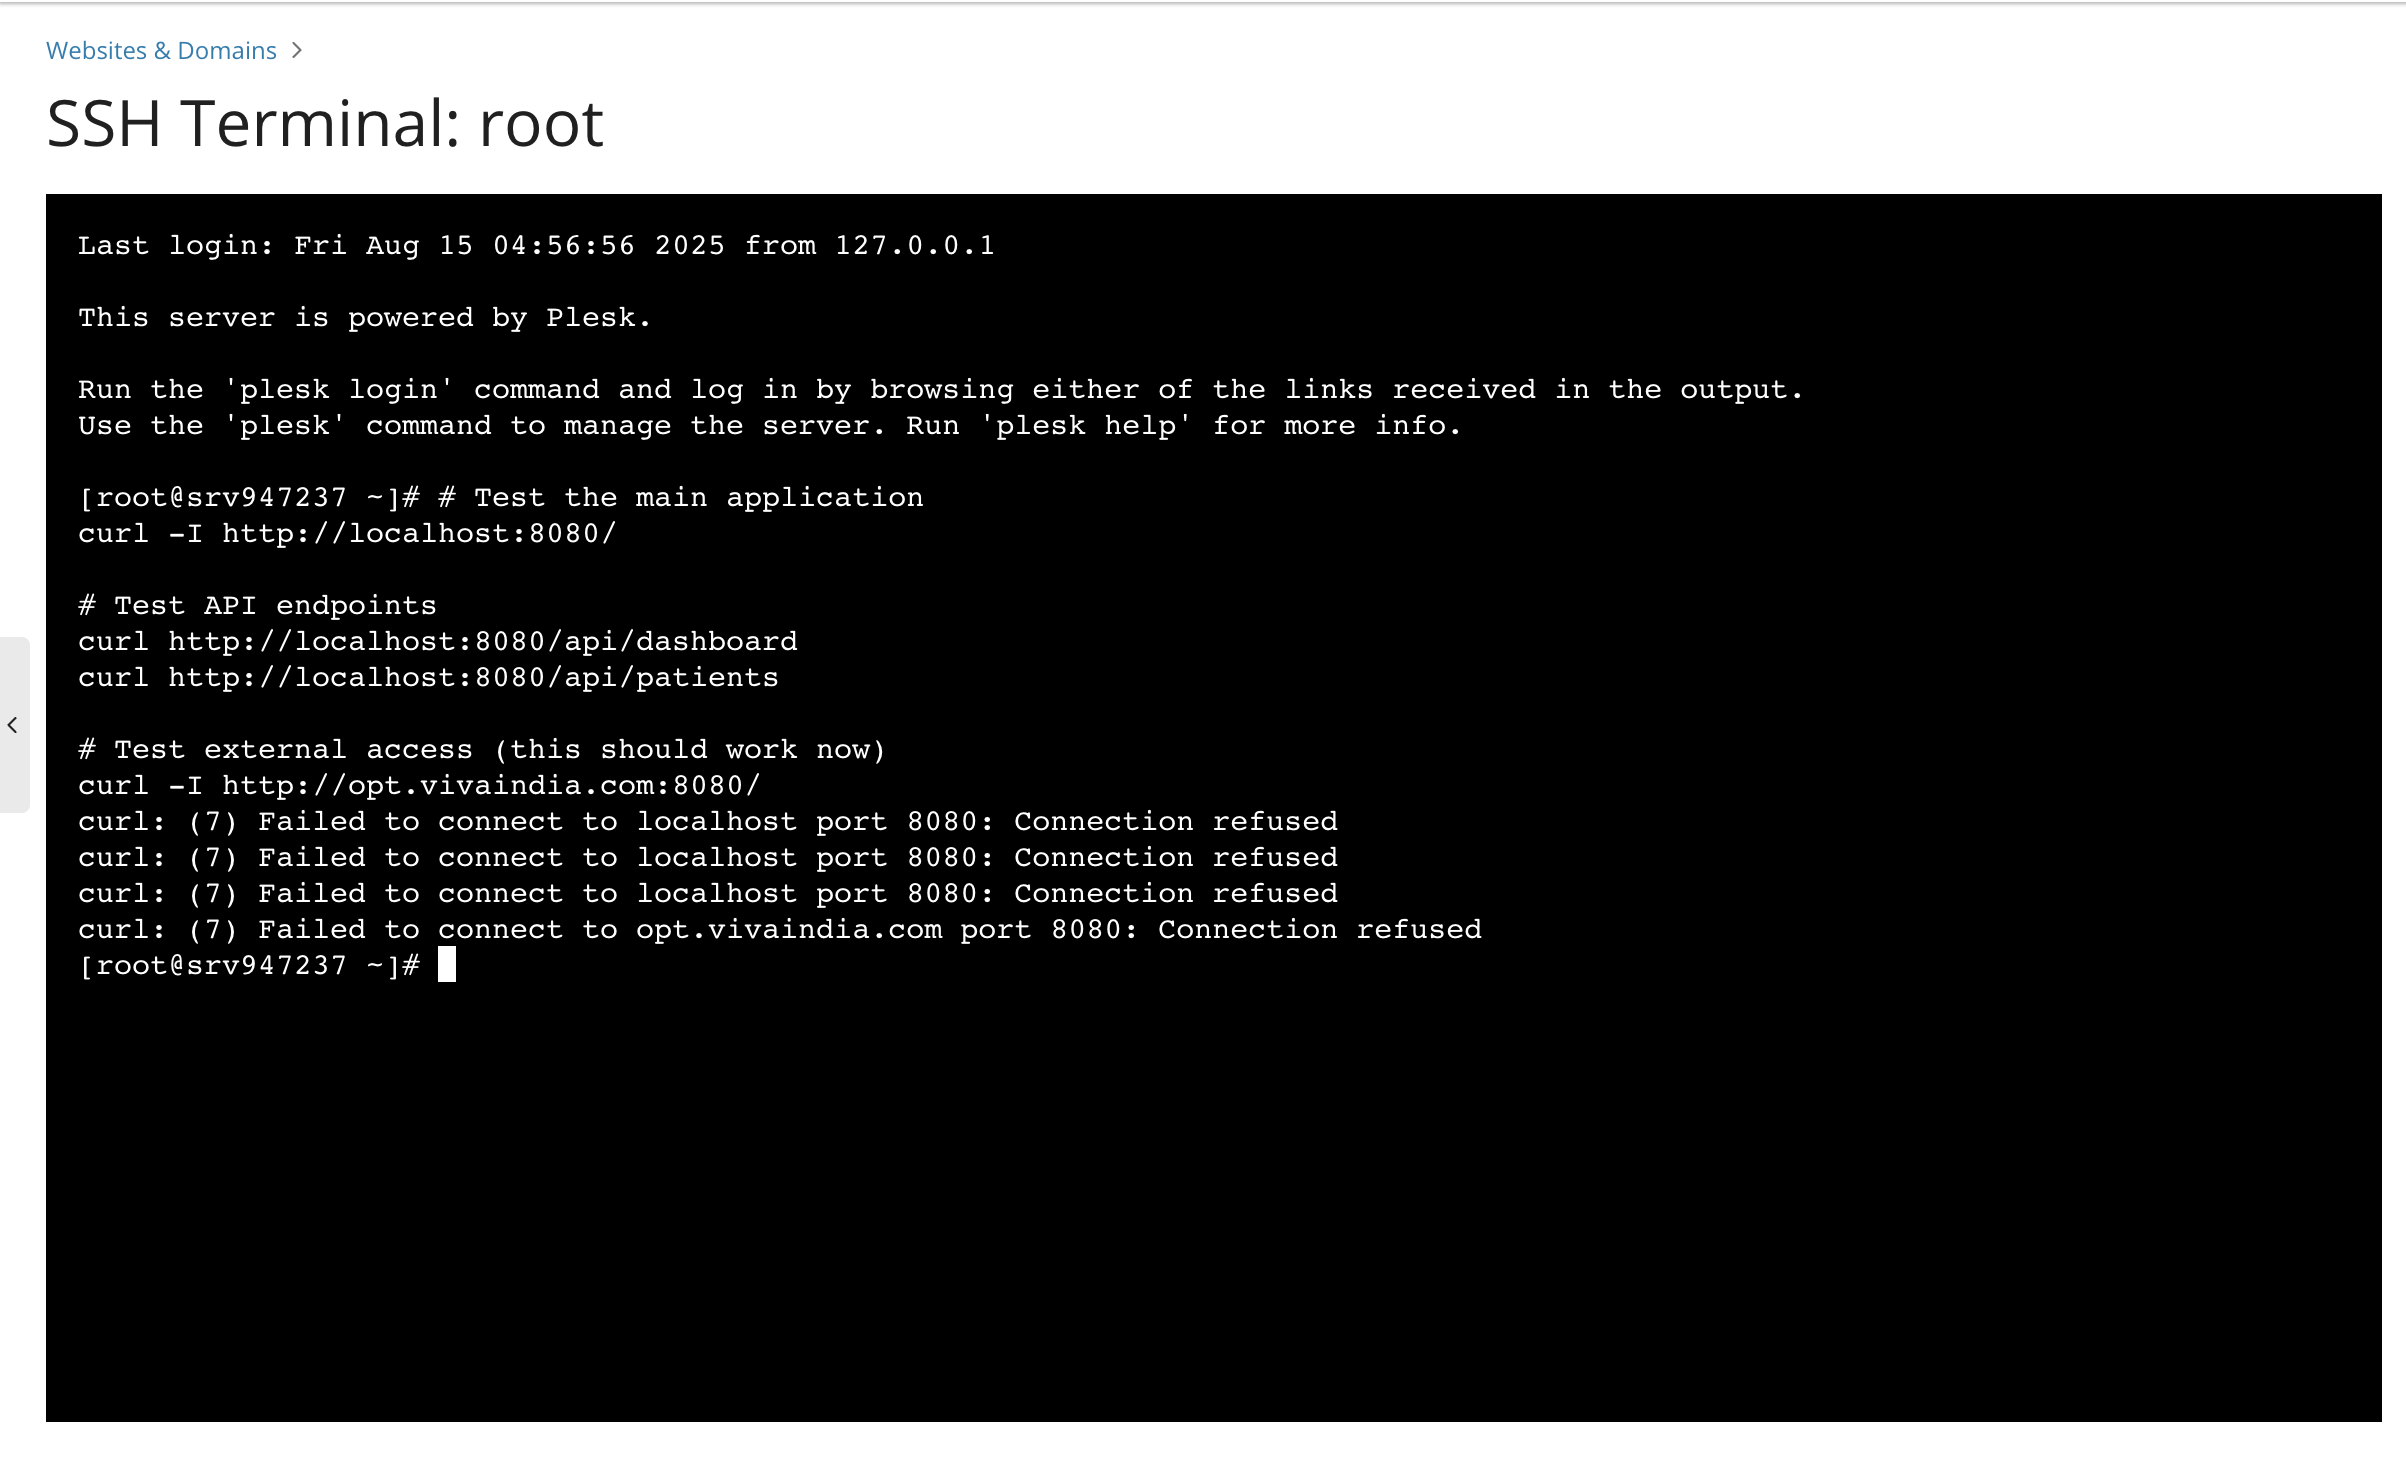 Websites & Domains
SSH Terminal: root
Last login: Fri Aug 15 04:56:56 2025 from 127.0.0.1
This server is powered by Plesk.
Run the 'plesk login' command and log in by browsing either of the links received in the output.
Use the 'plesk' command to manage the server. Run 'plesk help' for more info.
[root@srv947237 ~]# # Test the main application
curl -I http://localhost:8080/
# Test API endpoints
curl http://localhost:8080/api/dashboard
curl http://localhost:8080/api/patients
# Test external access (this should work now)
curl -I http://opt.vivaindia.com:8080/
curl: (7) Failed to connect to localhost port 8080: Connection refused
curl: (7) Failed to connect to localhost port 8080: Connection refused
curl: (7) Failed to connect to localhost port 8080: Connection refused
curl: (7) Failed to connect to opt.vivaindia.com port 8080: Connection refused
[root@srv947237 ~]#